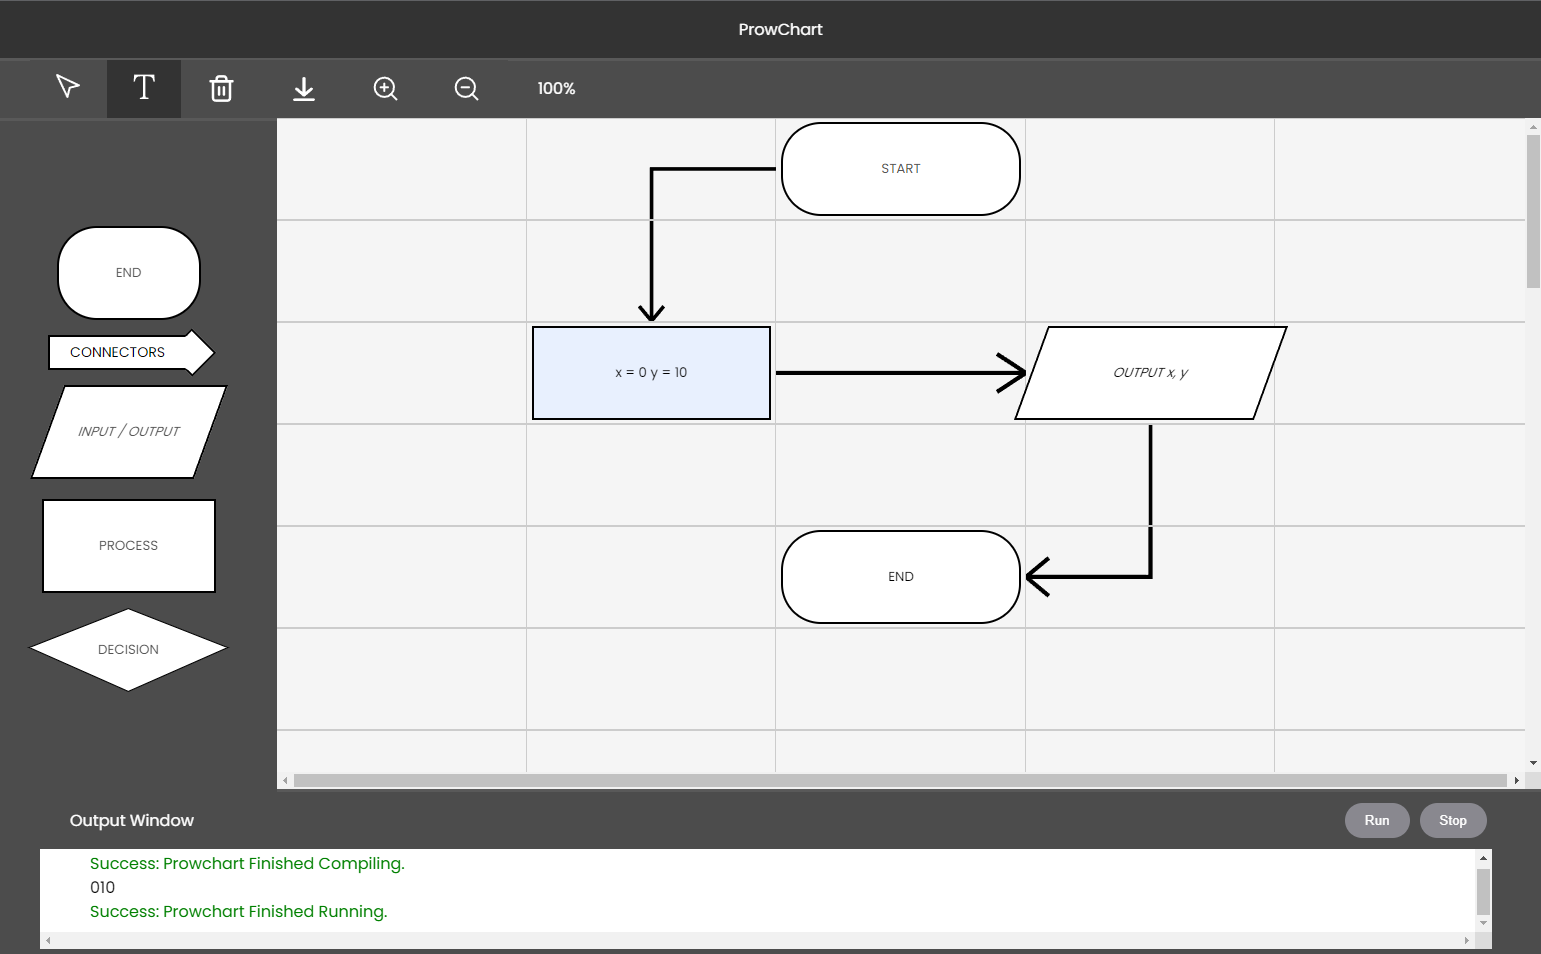 ProwChart
T
100%
START
END
CONNECTORS
x = 0 y = 10
OUTPUT x, y
INPUT / OUTPUT
PROCESS
END
DECISION
Output Window
Run
Stop
Success: Prowchart Finished Compiling.
010
Success: Prowchart Finished Running.